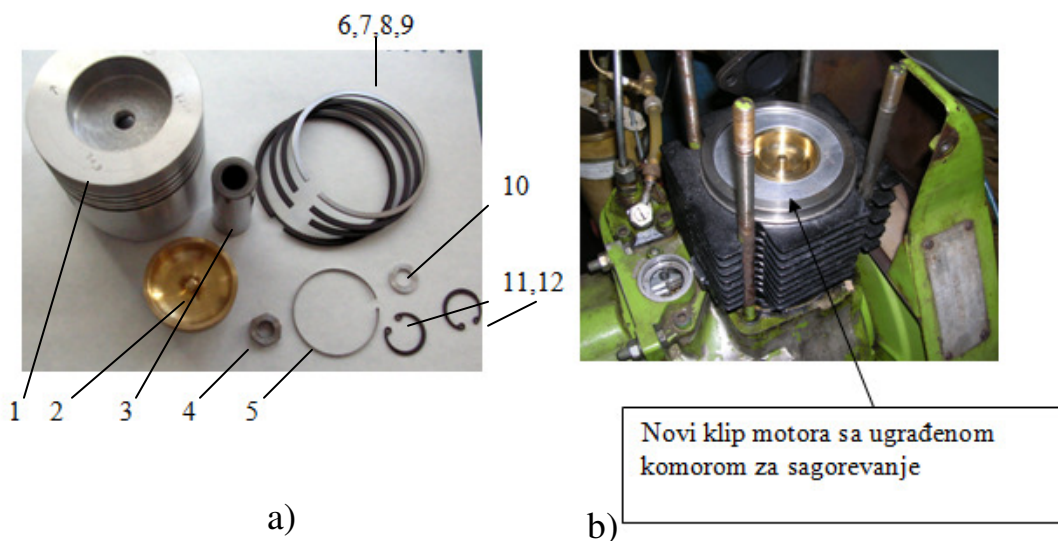 6,7,8,9
10
11,12
1 2 3 4 5
Novi klip motora sa ugrađenom
komorom za sagorevanje
a)
b)